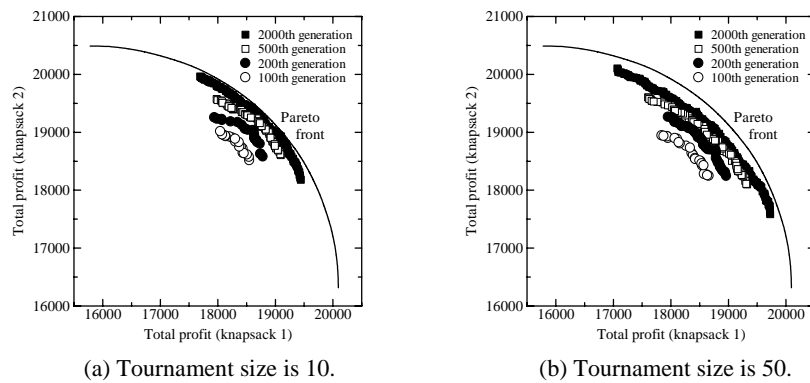 21000
20000
19000
18000
17000
16000
Total profit (knapsack 2)
2000th generation
500th generation
200th generation
100th generation
Pareto
front
16000 17000 18000 19000 20000
Total profit (knapsack 1)
(a) Tournament size is 10.
21000
20000
19000
18000
17000
16000
Total profit (knapsack 2)
2000th generation
500th generation
200th generation
100th generation
Pareto
front
16000 17000 18000 19000 20000
Total profit (knapsack 1)
(b) Tournament size is 50.